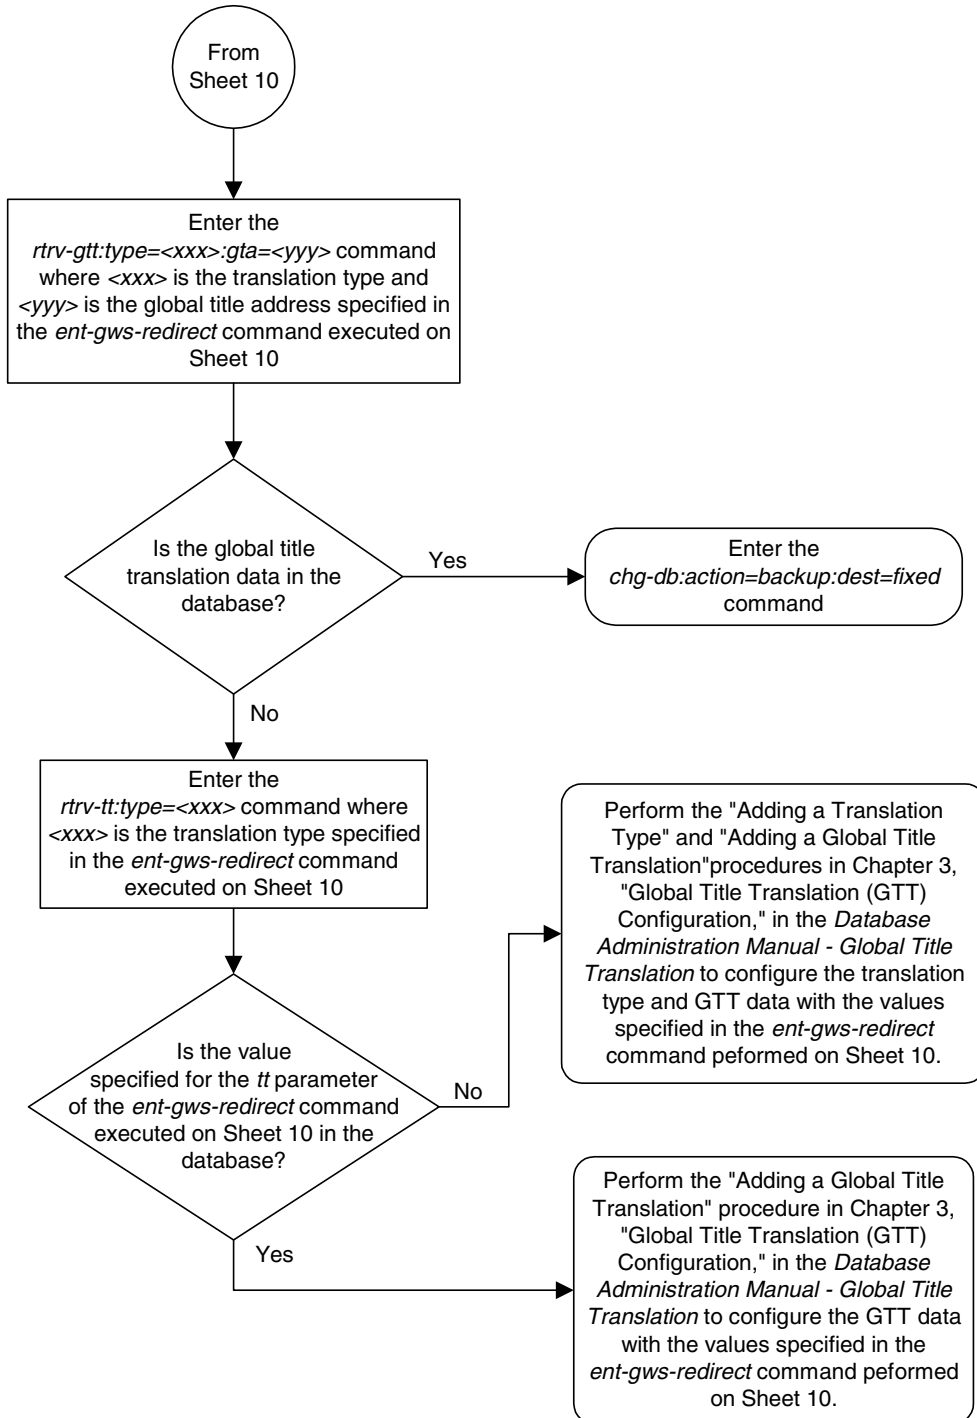 From
Sheet 10
Enter the
rtrv-gtt:type=<xxx>:gta=<yyy> command
where <xxx> is the translation type and
<yyy> is the global title address specified in
the ent-gws-redirect command executed on
Sheet 10
Is the global title
translation data in the
database?
Yes
Enter the
chg-db:action=backup:dest=fixed
command
No
Enter the
rtrv-tt:type=<xxx> command where
<xxx> is the translation type specified
in the ent-gws-redirect command
executed on Sheet 10
Is the value
specified for the tt parameter
of the ent-gws-redirect command
executed on Sheet 10 in the
database?
No
Perform the "Adding a Translation
Type" and "Adding a Global Title
Translation"procedures in Chapter 3,
"Global Title Translation (GTT)
Configuration," in the Database
Administration Manual - Global Title
Translation to configure the translation
type and GTT data with the values
specified in the ent-gws-redirect
command peformed on Sheet 10.
Yes
Perform the "Adding a Global Title
Translation" procedure in Chapter 3,
"Global Title Translation (GTT)
Configuration," in the Database
Administration Manual - Global Title
Translation to configure the GTT data
with the values specified in the
ent-gws-redirect command peformed
on Sheet 10.